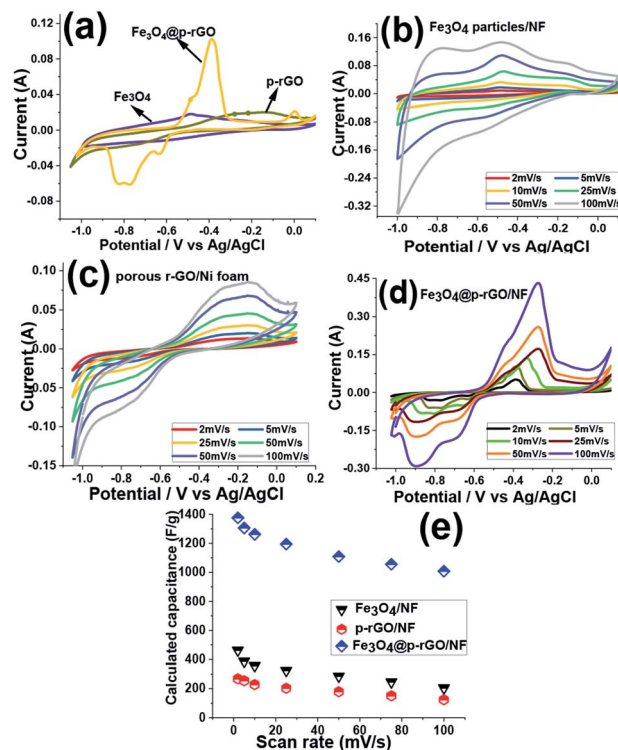 (a)
Fe₃O₄@p-rGO
Fe₃O₄
p-rGO
Current (A)
0.12
0.08
0.04
0.00
-0.04
-0.08
-1.0 -0.8 -0.6 -0.4 -0.2 0.0
Potential / V vs Ag/AgCl
(b)
Fe₃O₄ particles/NF
Current (A)
0.16
0.08
0.00
-0.08
-0.16
-0.24
-0.32
2mV/s 5mV/s
10mV/s 25mV/s
50mV/s 100mV/s
-1.0 -0.8 -0.6 -0.4 -0.2 0.0
Potential / V vs Ag/AgCl
(c)
porous r-GO/Ni foam
Current (A)
0.10
0.05
0.00
-0.05
-0.10
-0.15
2mV/s 5mV/s
25mV/s 50mV/s
50mV/s 100mV/s
-1.0 -0.8 -0.6 -0.4 -0.2 0.0 0.2
Potential / V vs Ag/AgCl
(d)
Fe₃O₄@p-rGO/NF
Current (A)
0.45
0.30
0.15
0.00
-0.15
-0.30
2mV/s 5mV/s
10mV/s 25mV/s
50mV/s 100mV/s
-1.0 -0.8 -0.6 -0.4 -0.2 0.0
Potential / V vs Ag/AgCl
(e)
Calculated capacitance (F/g)
1400
1200
1000
800
600
400
200
0
Fe₃O₄/NF
p-rGO/NF
Fe₃O₄@p-rGO/NF
0 20 40 60 80 100
Scan rate (mV/s)